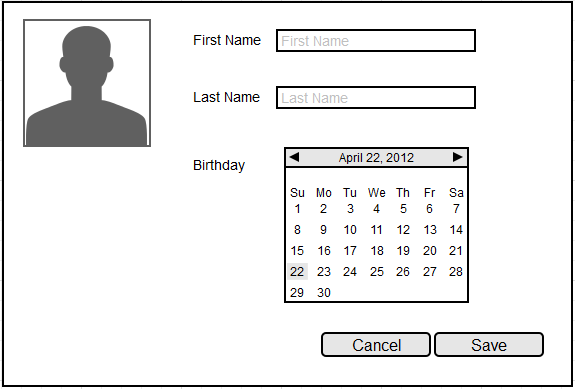 First Name First Name
Last Name Last Name
Birthday
April 22, 2012
Su Mo Tu We Th Fr Sa
1 2 3 4 5 6 7
8 9 10 11 12 13 14
15 16 17 18 19 20 21
22 23 24 25 26 27 28
29 30
Cancel Save